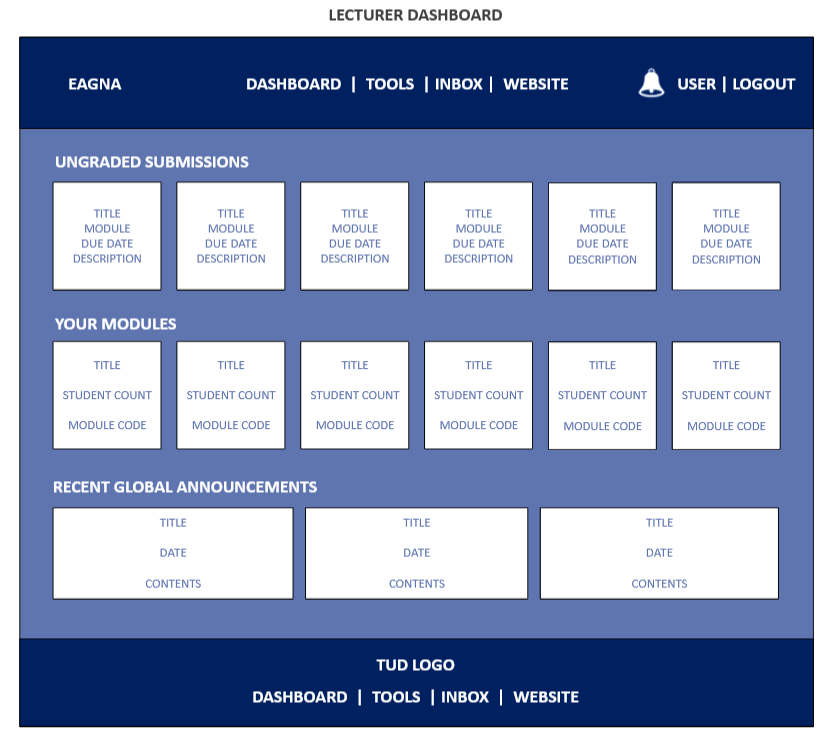 LECTURER DASHBOARD
EAGNA
DASHBOARD | TOOLS | INBOX | WEBSITE
USER | LOGOUT
UNGRADED SUBMISSIONS
TITLE
MODULE
DUE DATE
DESCRIPTION
TITLE
MODULE
DUE DATE
DESCRIPTION
TITLE
MODULE
DUE DATE
DESCRIPTION
TITLE
MODULE
DUE DATE
DESCRIPTION
TITLE
MODULE
DUE DATE
DESCRIPTION
TITLE
MODULE
DUE DATE
DESCRIPTION
YOUR MODULES
TITLE
STUDENT COUNT
MODULE CODE
TITLE
STUDENT COUNT
MODULE CODE
TITLE
STUDENT COUNT
MODULE CODE
TITLE
STUDENT COUNT
MODULE CODE
TITLE
STUDENT COUNT
MODULE CODE
TITLE
STUDENT COUNT
MODULE CODE
RECENT GLOBAL ANNOUNCEMENTS
TITLE
DATE
CONTENTS
TITLE
DATE
CONTENTS
TITLE
DATE
CONTENTS
TUD LOGO
DASHBOARD | TOOLS | INBOX | WEBSITE